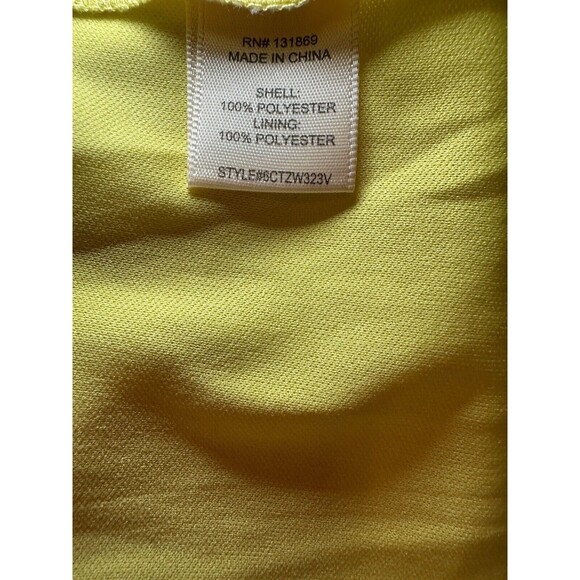 RN# 131869
MADE IN CHINA
SHELL:
100% POLYESTER
LINING:
100% POLYESTER
STYLE#6CTZW323V